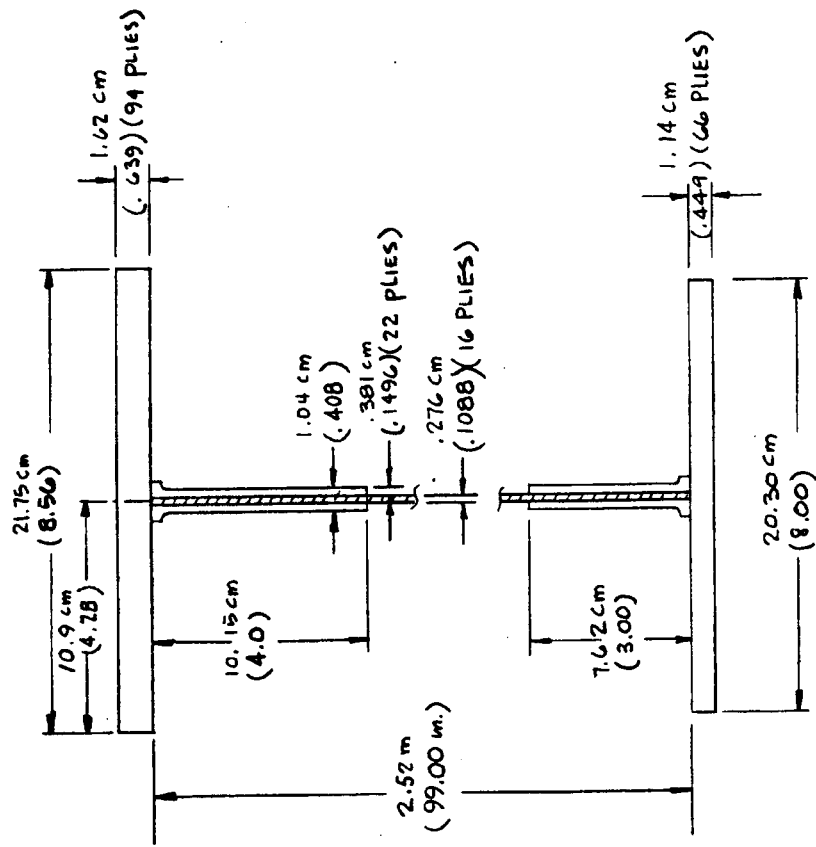 21.75 cm
(8.56)
10.9 cm
(4.28)
1.62 cm
(.639)(94 PLIES)
10.15 cm
(4.0)
1.04 cm
(.408)
.381 cm
(.1496)(22 PLIES)
.276 cm
(.1088)(16 PLIES)
2.52 m
(99.00 in.)
7.62 cm
(3.00)
1.14 cm
(.449)(66 PLIES)
20.30 cm
(8.00)